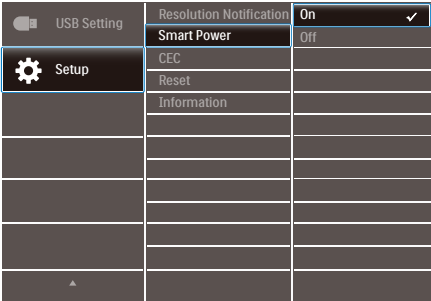 USB Setting
Setup
Resolution Notification
Smart Power
CEC
Reset
Information
On
Off